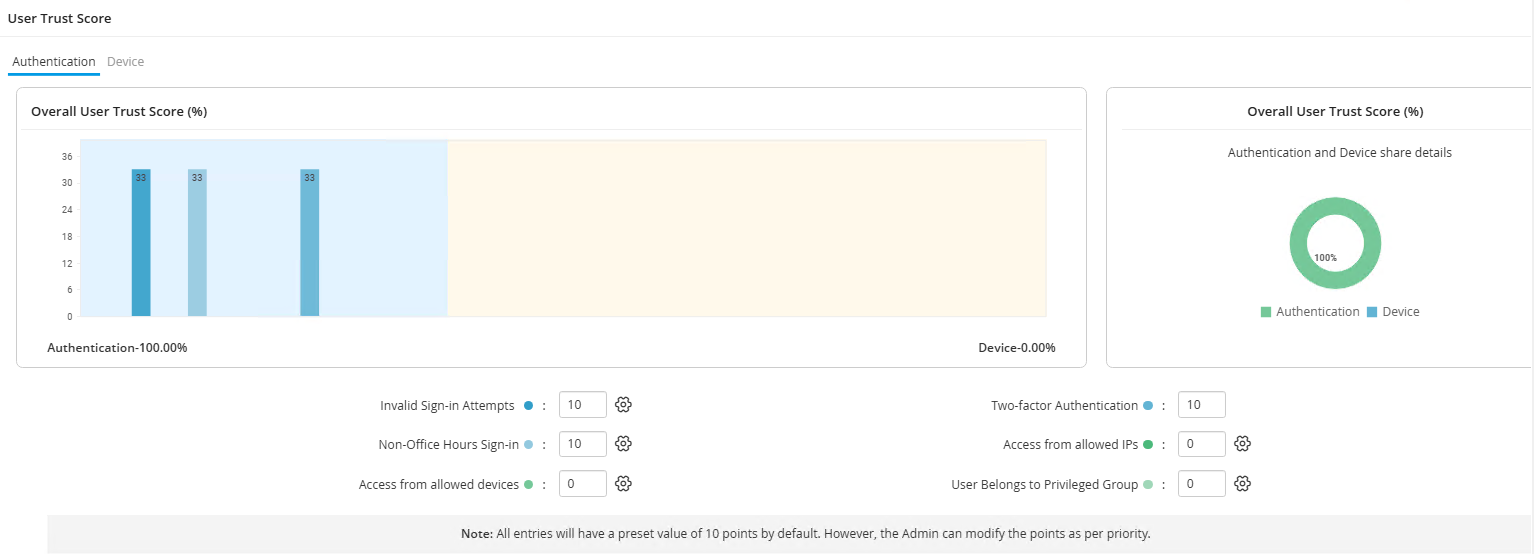 User Trust Score
Authentication Device
Overall User Trust Score (%)
36
30
24
18
12
6
0
33 33 33
Authentication-100.00% Device-0.00%
Overall User Trust Score (%)
Authentication and Device share details
100%
Authentication Device
Invalid Sign-in Attempts : 10
Two-factor Authentication : 10
Non-Office Hours Sign-in : 10
Access from allowed IPs : 0
Access from allowed devices : 0
User Belongs to Privileged Group : 0
Note: All entries will have a preset value of 10 points by default. However, the Admin can modify the points as per priority.